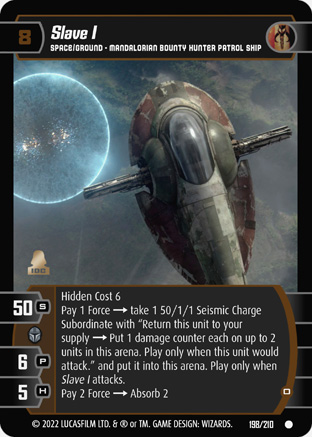 8
Slave I
SPACE/GROUND - MANDALORIAN BOUNTY HUNTER PATROL SHIP
IDC
50 S
6 P
5 H
Hidden Cost 6
Pay 1 Force → take 1 50/1/1 Seismic Charge
Subordinate with “Return this unit to your
supply → Put 1 damage counter each on up to 2
units in this arena. Play only when this unit would
attack.” and put it into this arena. Play only when
Slave I attacks.
Pay 2 Force → Absorb 2
D
© 2022 LUCASFILM LTD. & ® or TM. GAME DESIGN: WIZARDS.
198/210